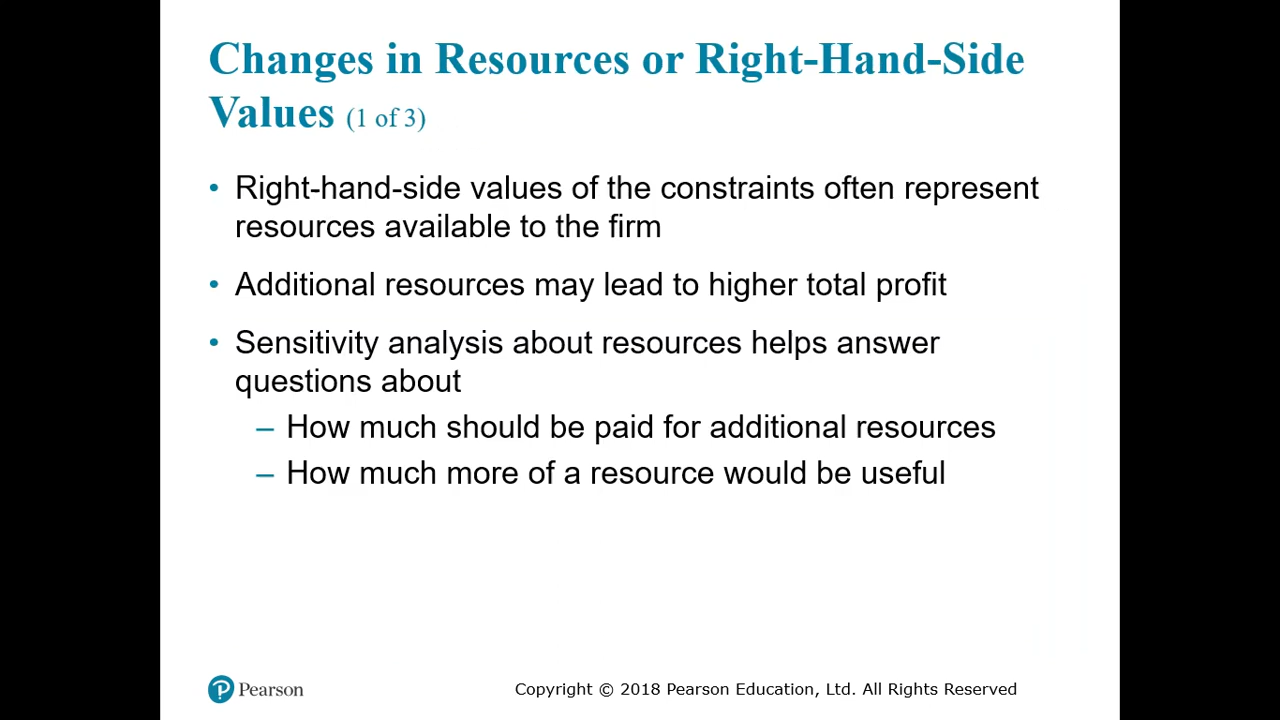 Changes in Resources or Right-Hand-Side
Values (1 of 3)
• Right-hand-side values of the constraints often represent
resources available to the firm
• Additional resources may lead to higher total profit
• Sensitivity analysis about resources helps answer
questions about
– How much should be paid for additional resources
– How much more of a resource would be useful
Pearson
Copyright © 2018 Pearson Education, Ltd. All Rights Reserved